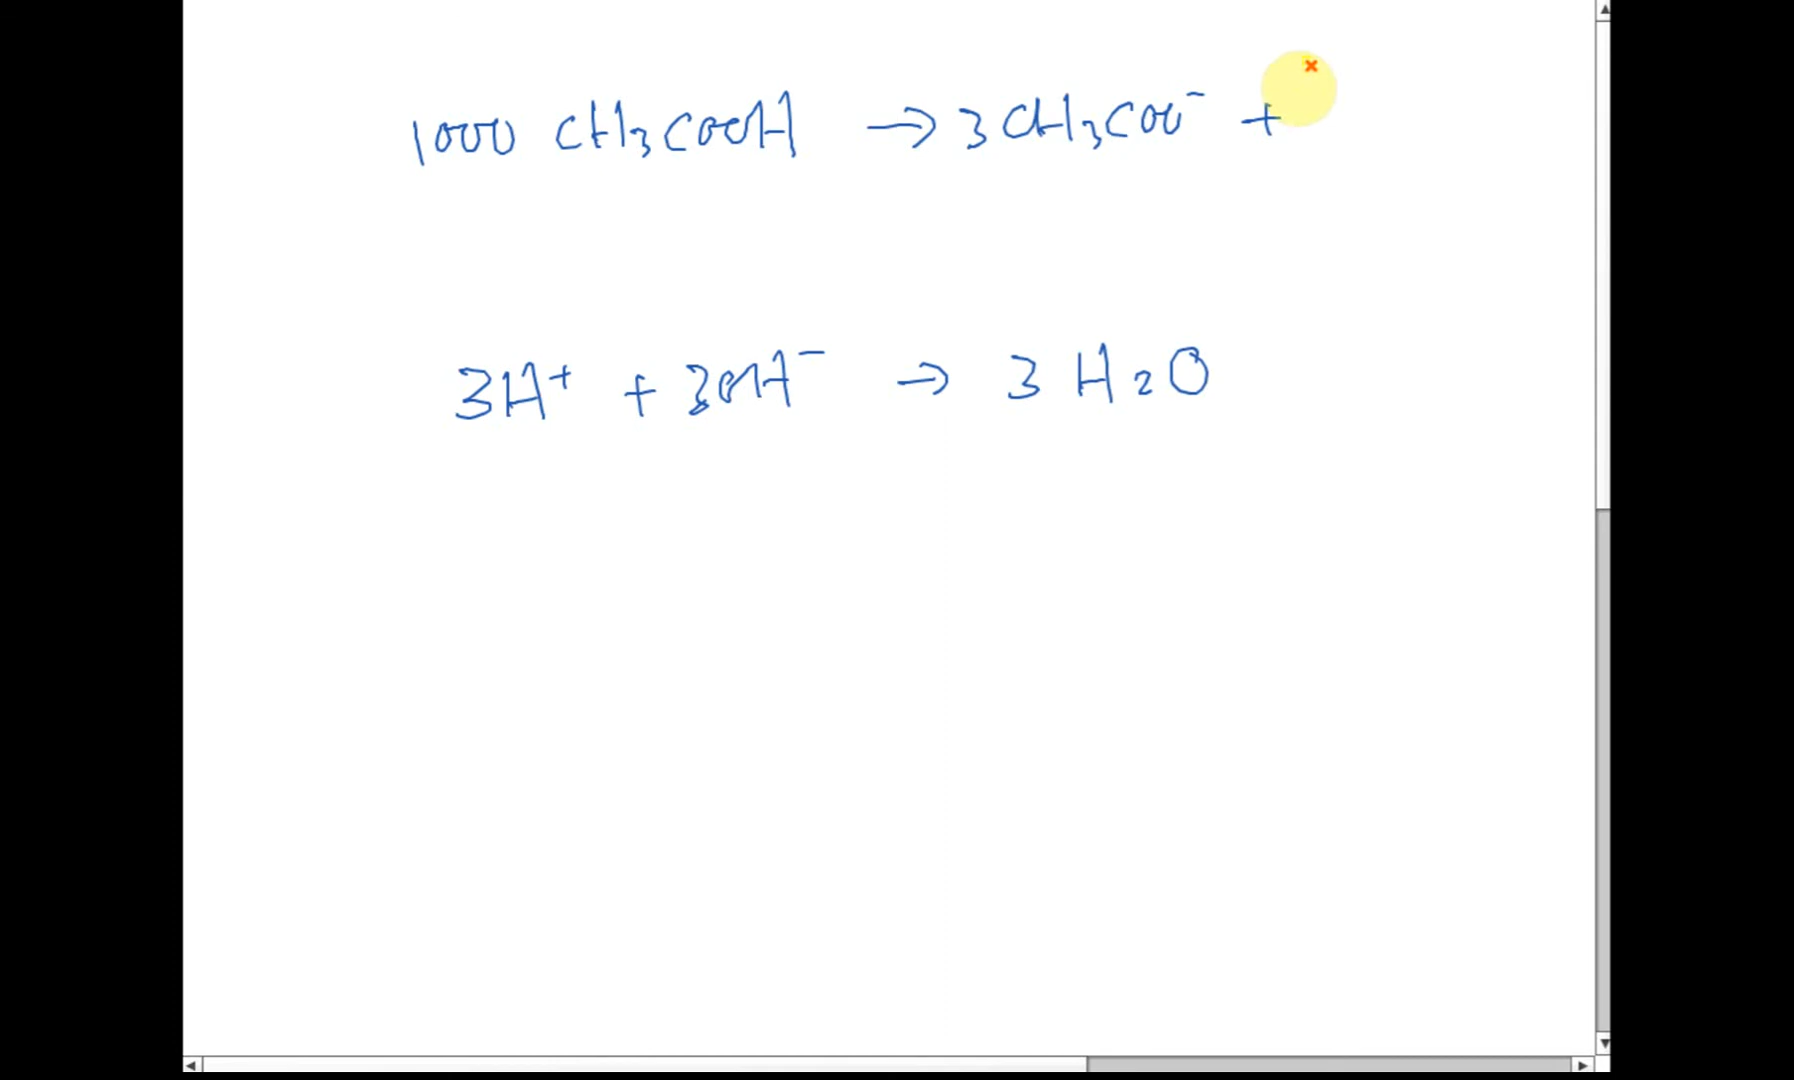 1000 CH3COOH → 3 CH3COO⁻ +
3H⁺ + 3OH⁻ → 3 H2O